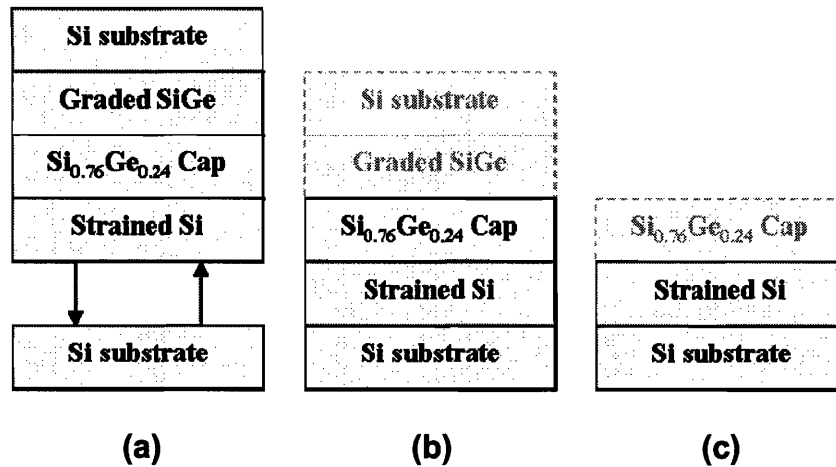 Si substrate
Graded SiGe
Si0.76Ge0.24 Cap
Strained Si
Si substrate
(a)
Si substrate
Graded SiGe
Si0.76Ge0.24 Cap
Strained Si
Si substrate
(b)
Si0.76Ge0.24 Cap
Strained Si
Si substrate
(c)